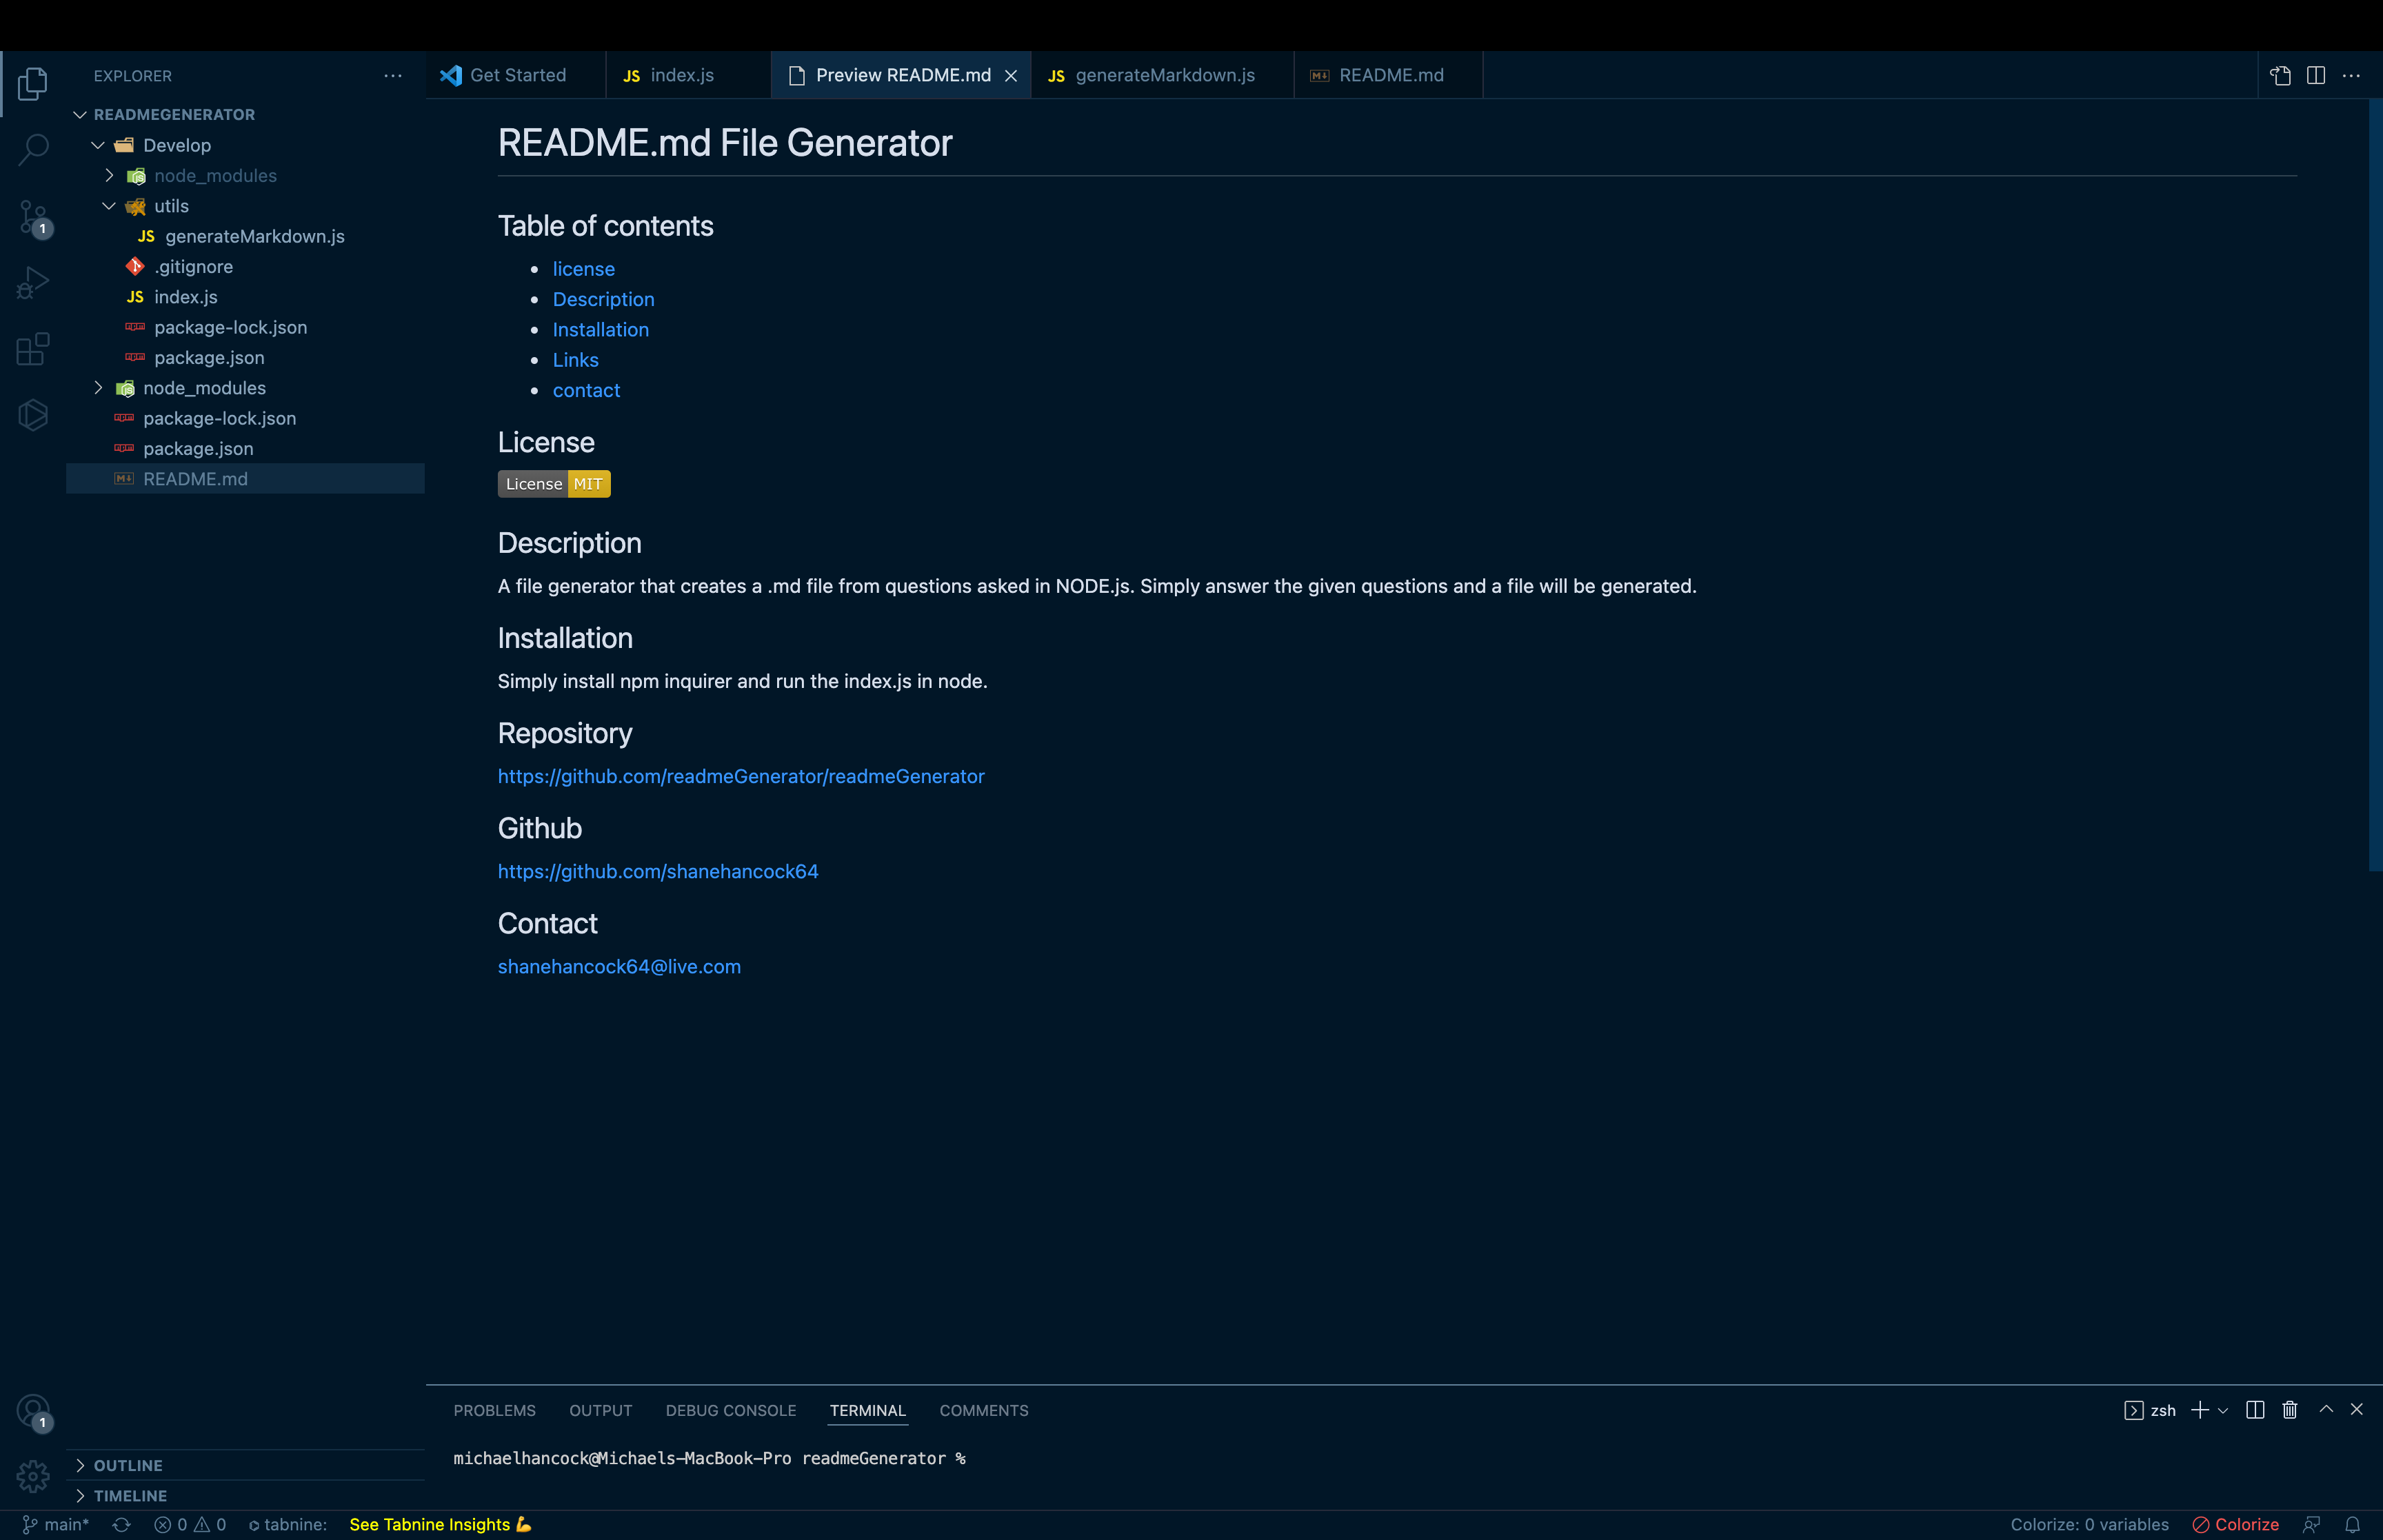 EXPLORER
READMEGENERATOR
Develop
node_modules
utils
JS generateMarkdown.js
.gitignore
JS index.js
package-lock.json
package.json
node_modules
package-lock.json
package.json
README.md
OUTLINE
TIMELINE
1
1
Get Started
JS index.js
Preview README.md
JS generateMarkdown.js
README.md
README.md File Generator
Table of contents
license
Description
Installation
Links
contact
License
License MIT
Description
A file generator that creates a .md file from questions asked in NODE.js. Simply answer the given questions and a file will be generated.
Installation
Simply install npm inquirer and run the index.js in node.
Repository
https://github.com/readmeGenerator/readmeGenerator
Github
https://github.com/shanehancock64
Contact
shanehancock64@live.com
PROBLEMS OUTPUT DEBUG CONSOLE TERMINAL COMMENTS
zsh
michaelhancock@Michaels-MacBook-Pro readmeGenerator %
main* 0 0 tabnine: See Tabnine Insights 💪 Colorize: 0 variables Colorize